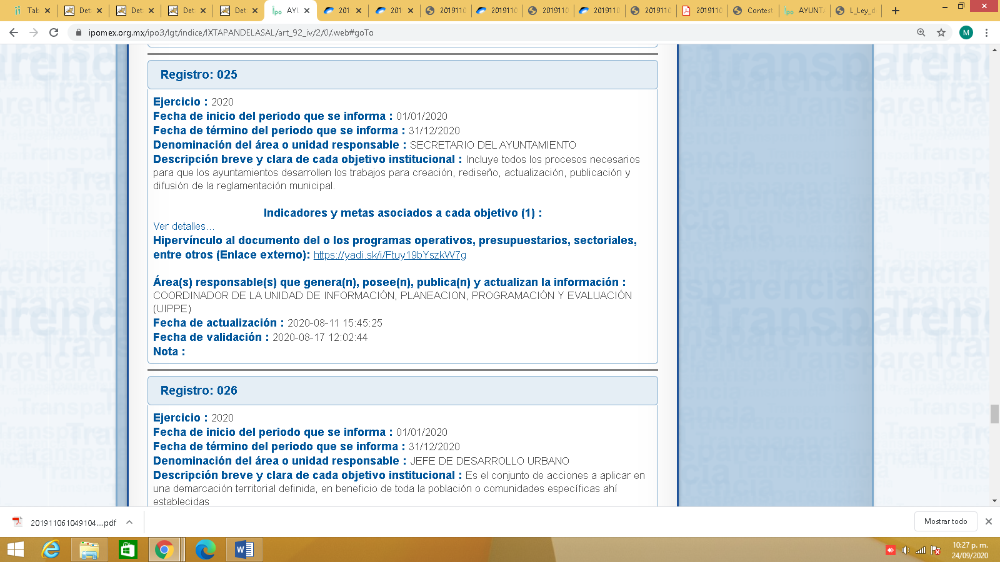 Tab
Det
Det
Det
Det
AYU
201
201
2019110
201911
201911
201911
201911
201911
Contest
AYUNT
L_Ley_d
ipomex.org.mx/ipo3/lgt/indice/IXTAPANDELASAL/art_92_iv/2/0/.web#goTo
M
Registro: 025
Ejercicio : 2020
Fecha de inicio del periodo que se informa : 01/01/2020
Fecha de término del periodo que se informa : 31/12/2020
Denominación del área o unidad responsable : SECRETARIO DEL AYUNTAMIENTO
Descripción breve y clara de cada objetivo institucional : Incluye todos los procesos necesarios
para que los ayuntamientos desarrollen los trabajos para creación, rediseño, actualización, publicación y
difusión de la reglamentación municipal.
Indicadores y metas asociados a cada objetivo (1) :
Ver detalles...
Hipervínculo al documento del o los programas operativos, presupuestarios, sectoriales,
entre otros (Enlace externo): https://yadi.sk/i/Ftuy19bYszkW7g
Área(s) responsable(s) que genera(n), posee(n), publica(n) y actualizan la información :
COORDINADOR DE LA UNIDAD DE INFORMACIÓN, PLANEACION, PROGRAMACIÓN Y EVALUACIÓN
(UIPPE)
Fecha de actualización : 2020-08-11 15:45:25
Fecha de validación : 2020-08-17 12:02:44
Nota :
Registro: 026
Ejercicio : 2020
Fecha de inicio del periodo que se informa : 01/01/2020
Fecha de término del periodo que se informa : 31/12/2020
Denominación del área o unidad responsable : JEFE DE DESARROLLO URBANO
Descripción breve y clara de cada objetivo institucional : Es el conjunto de acciones a aplicar en
una demarcación territorial definida, en beneficio de toda la población o comunidades específicas ahí
establecidas
201911061049104....pdf
Mostrar todo
10:27 p. m.
24/09/2020